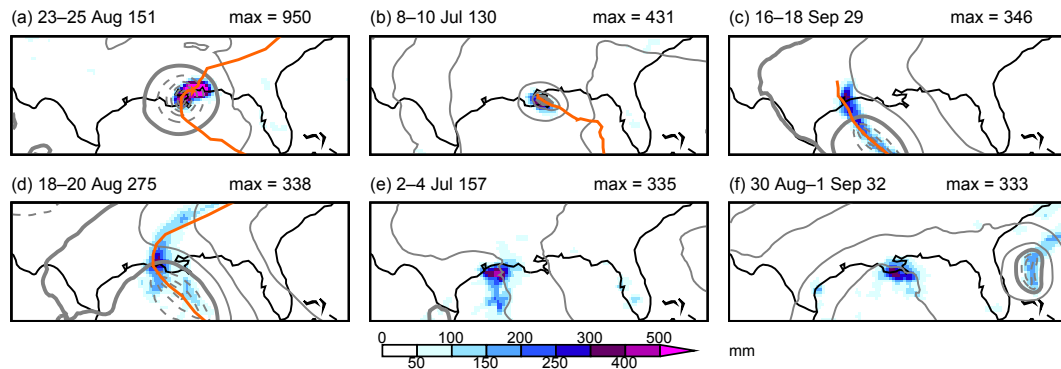 (a) 23–25 Aug 151 max = 950
(b) 8–10 Jul 130 max = 431
(c) 16–18 Sep 29 max = 346
(d) 18–20 Aug 275 max = 338
(e) 2–4 Jul 157 max = 335
(f) 30 Aug–1 Sep 32 max = 333
0 100 200 300 500
50 150 250 400 mm